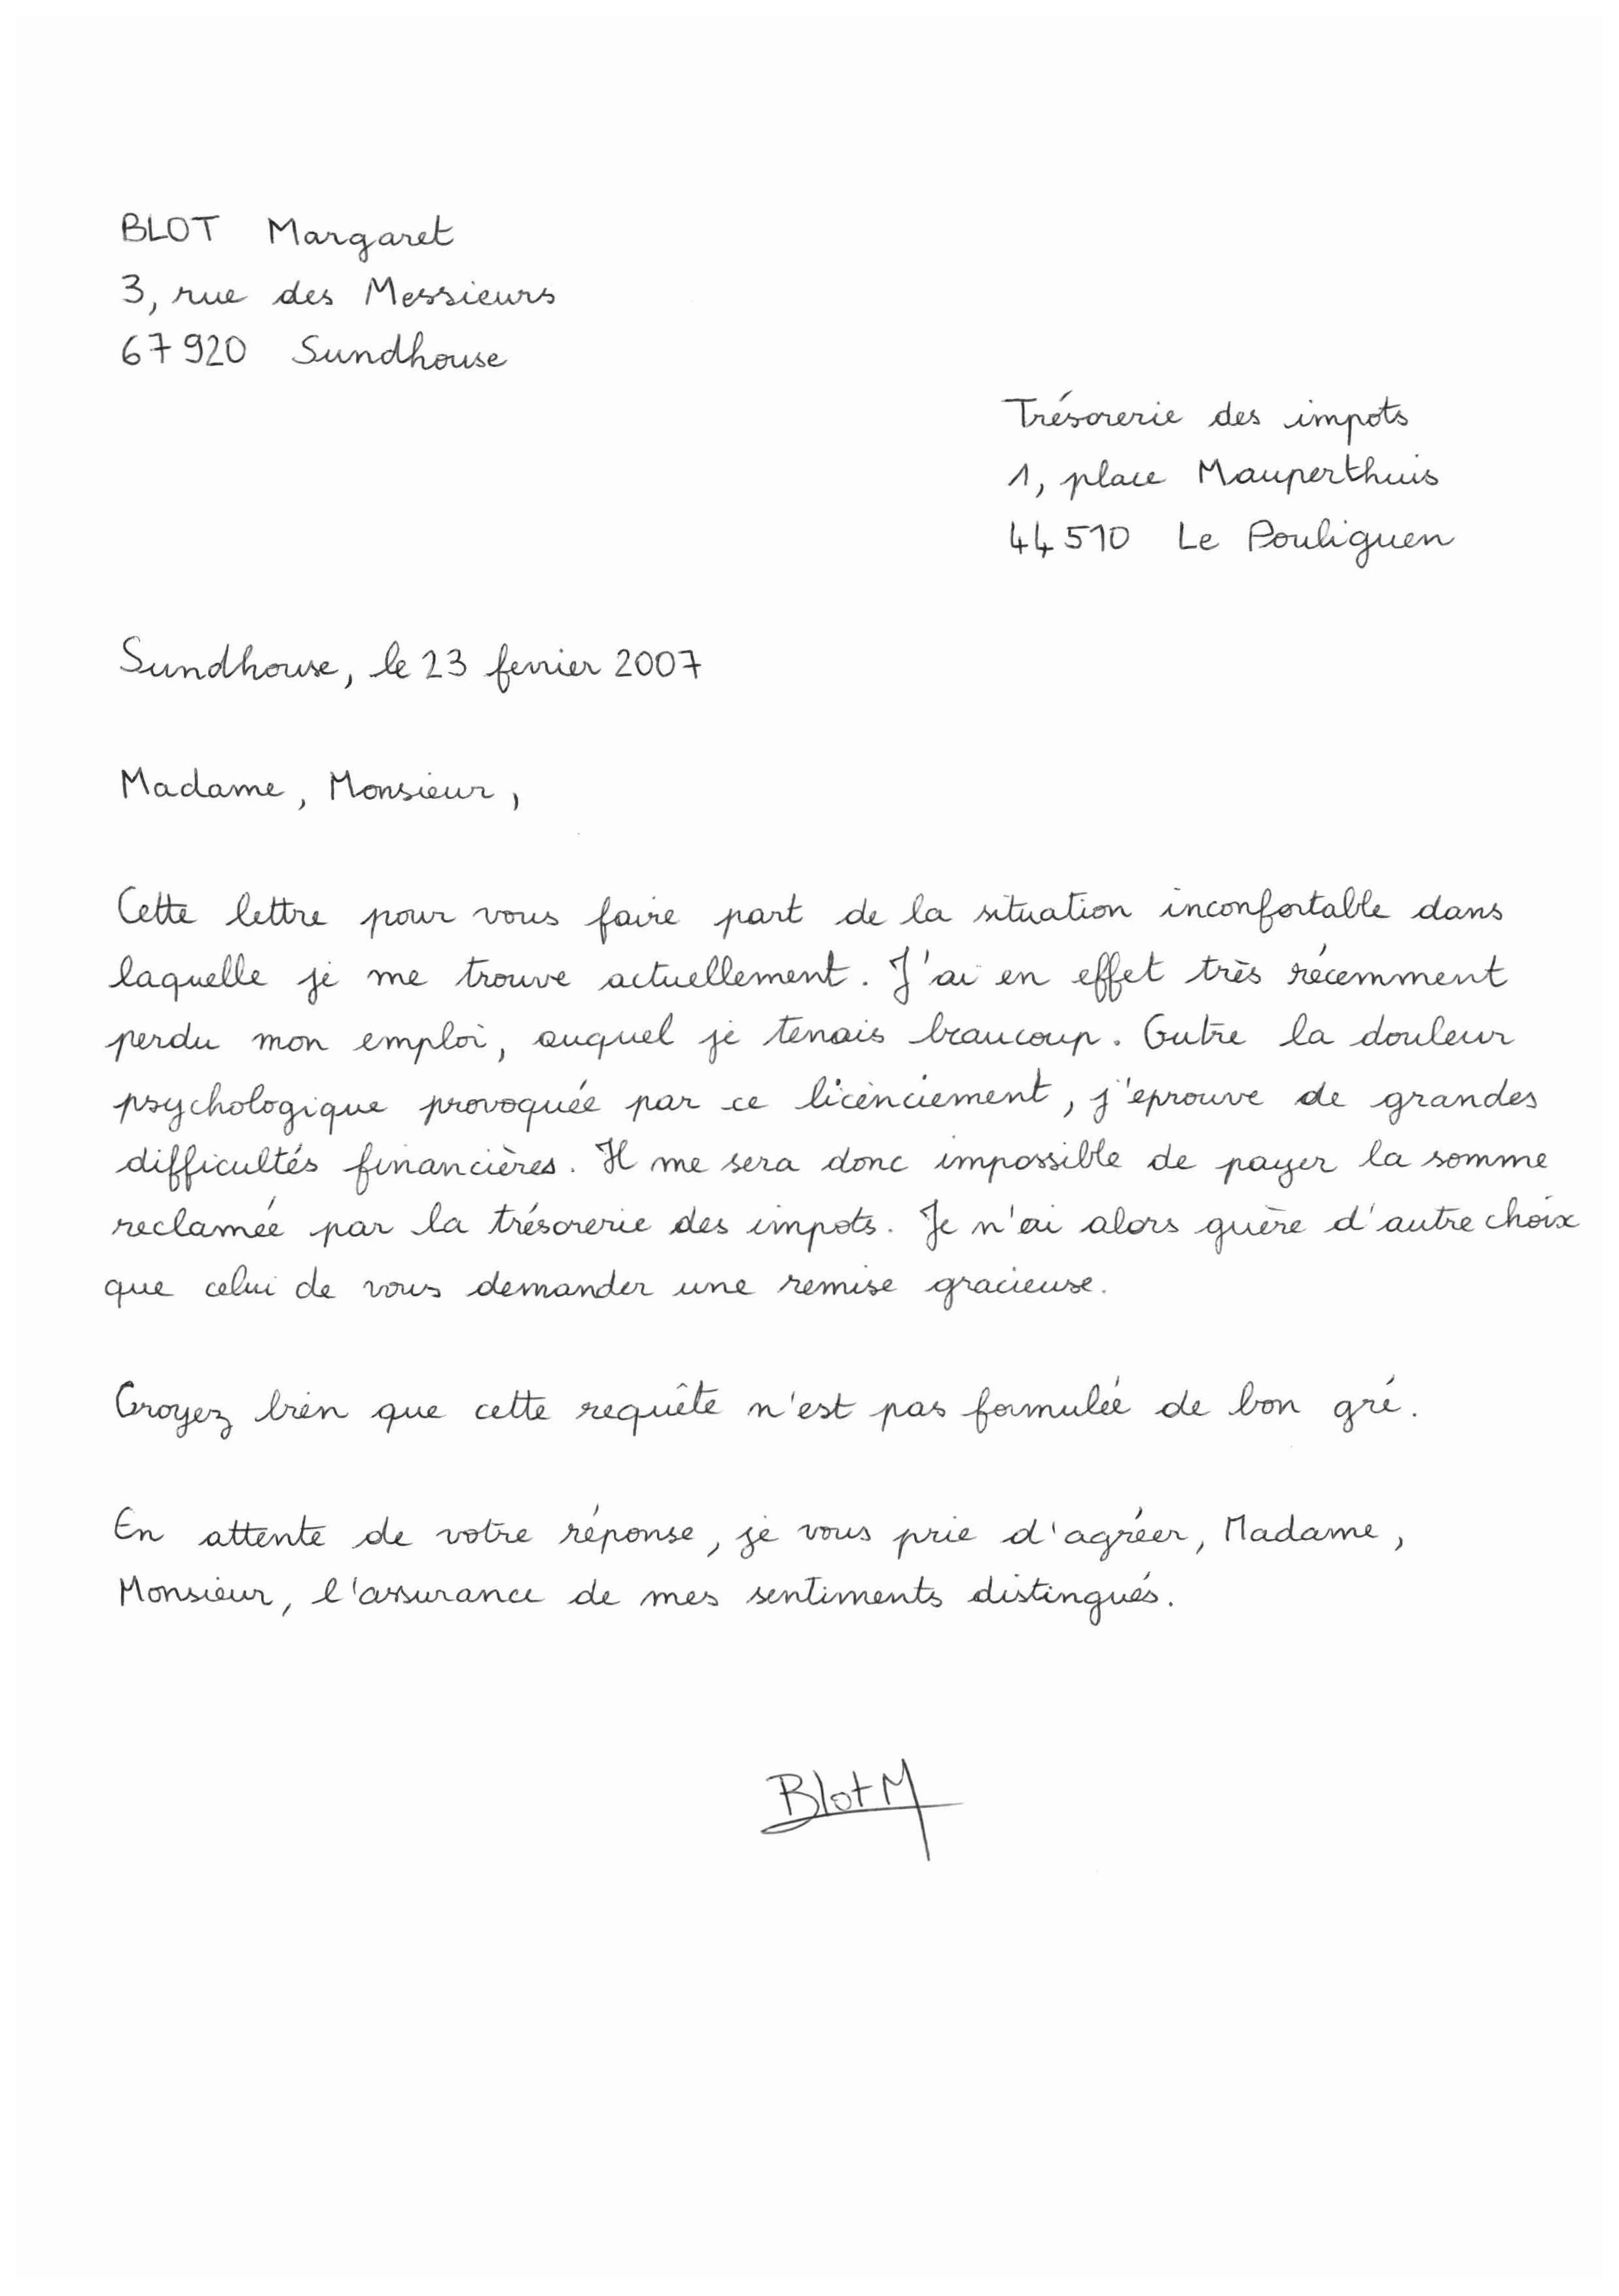 BLOT Margaret
3, rue des Messieurs
67920 Sundhouse
Trésorerie des impots
1, place Mauperthuis
44510 Le Pouliguen
Sundhouse, le 23 fevrier 2007
Madame, Monsieur,
Cette lettre pour vous faire part de la situation inconfortable dans
laquelle je me trouve actuellement. J'ai en effet très récemment
perdu mon emploi, auquel je tenais beaucoup. Outre la douleur
psychologique provoquée par ce licenciement, j'éprouve de grandes
difficultés financières. Il me sera donc impossible de payer la somme
reclamée par la trésorerie des impots. Je n'ai alors guère d'autre choix
que celui de vous demander une remise gracieuse.
Croyez bien que cette requête n'est pas formulée de bon gré.
En attente de votre réponse, je vous prie d'agréer, Madame,
Monsieur, l'assurance de mes sentiments distingués.
Blot M